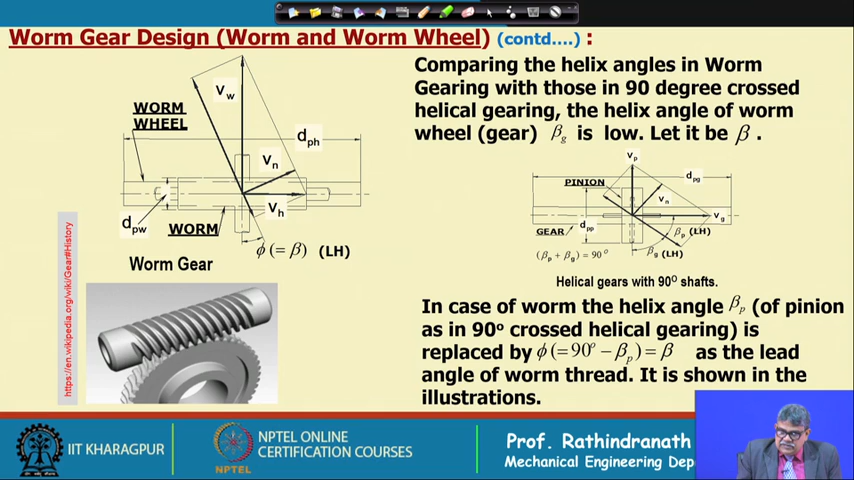 Worm Gear Design (Worm and Worm Wheel) (contd....) :
Comparing the helix angles in Worm
Gearing with those in 90 degree crossed
helical gearing, the helix angle of worm
wheel (gear) βg is low. Let it be β .
WORM
WHEEL
Vw
dph
Vn
Vh
dpw
WORM
ϕ (= β) (LH)
Worm Gear
https://en.wikipedia.org/wiki/Gear#History
Vp
dpg
PINION
Vn
Vg
dpp
GEAR
βp (LH)
βg (LH)
(βp + βg) = 90°
Helical gears with 90O shafts.
In case of worm the helix angle βp (of pinion
as in 90o crossed helical gearing) is
replaced by ϕ(= 90o − βp) = β as the lead
angle of worm thread. It is shown in the
illustrations.
IIT KHARAGPUR
NPTEL
NPTEL ONLINE
CERTIFICATION COURSES
Prof. Rathindranath
Mechanical Engineering Dep